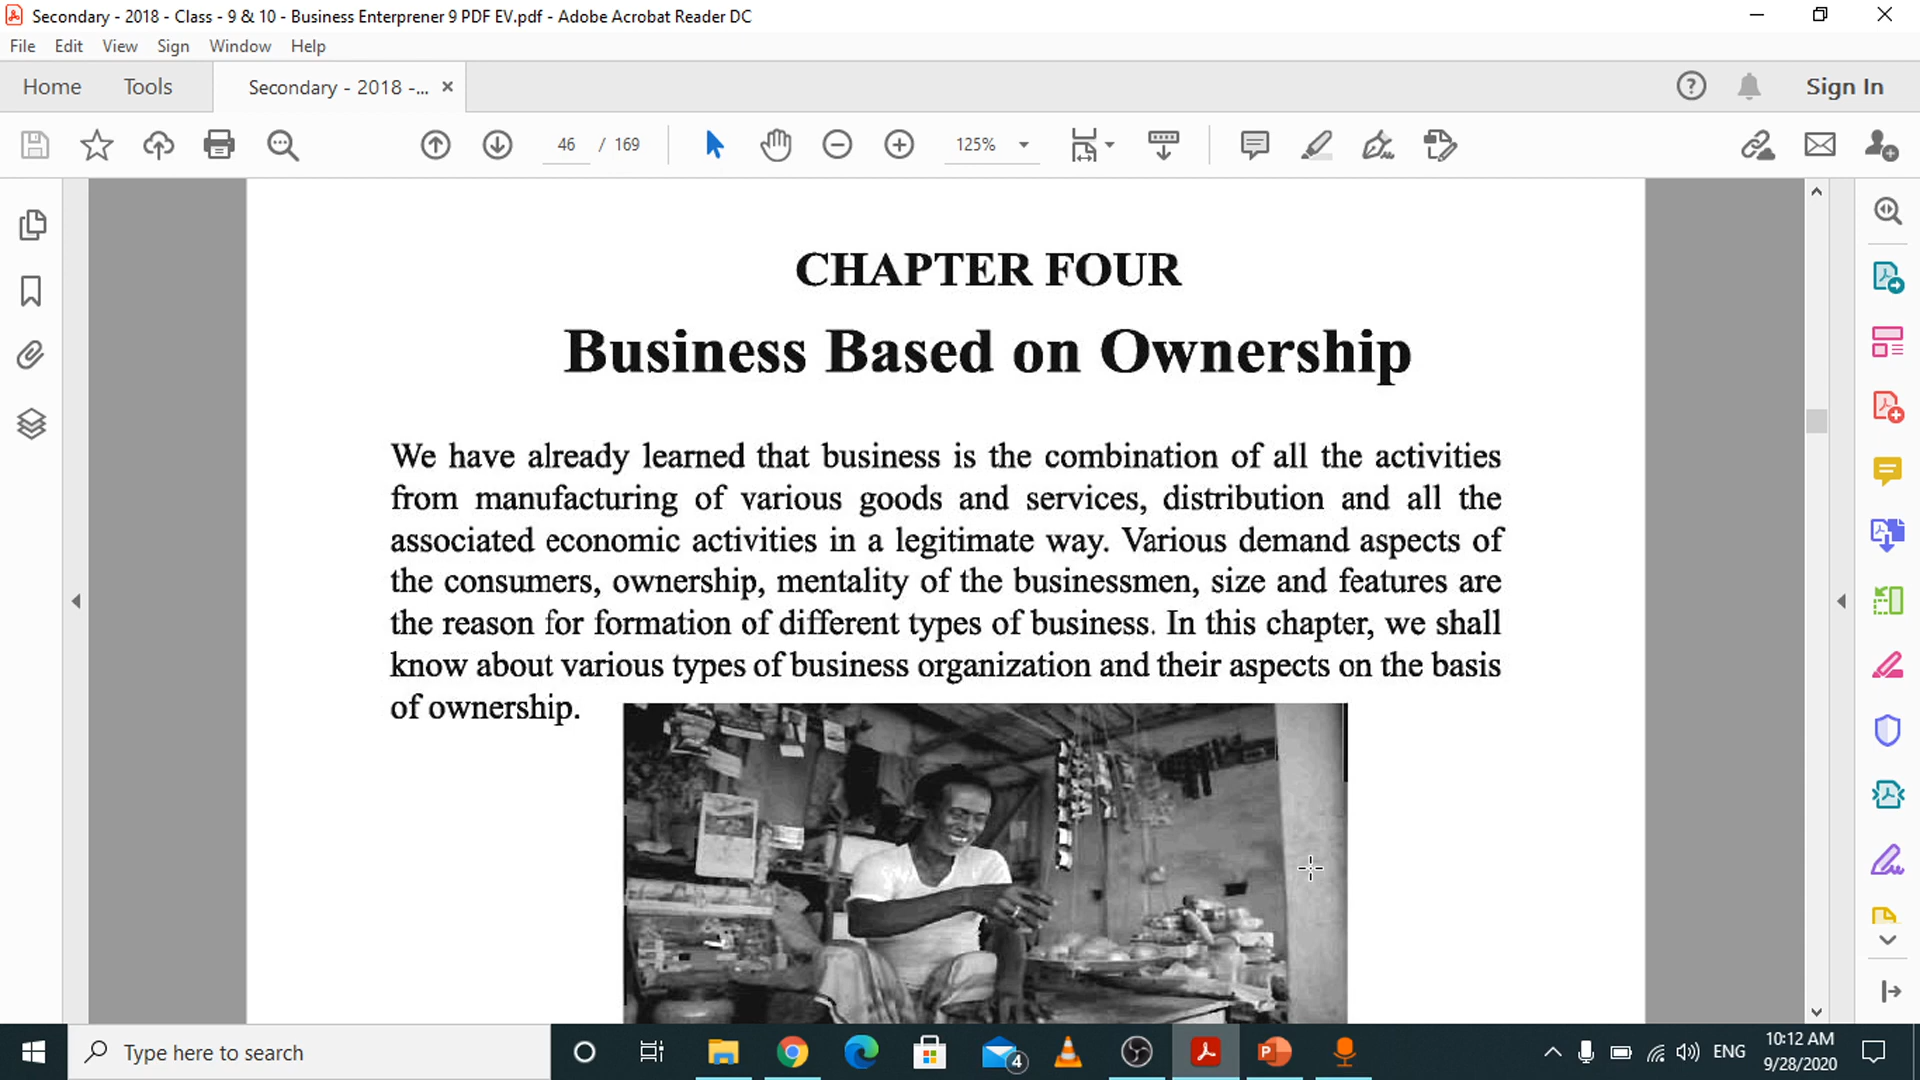 Secondary - 2018 - Class - 9 & 10 - Business Enterprener 9 PDF EV.pdf - Adobe Acrobat Reader DC
File Edit View Sign Window Help
Home Tools Secondary - 2018 -... Sign In
46 / 169 125%
CHAPTER FOUR
Business Based on Ownership
We have already learned that business is the combination of all the activities
from manufacturing of various goods and services, distribution and all the
associated economic activities in a legitimate way. Various demand aspects of
the consumers, ownership, mentality of the businessmen, size and features are
the reason for formation of different types of business. In this chapter, we shall
know about various types of business organization and their aspects on the basis
of ownership.
Type here to search
4
ENG
10:12 AM
9/28/2020